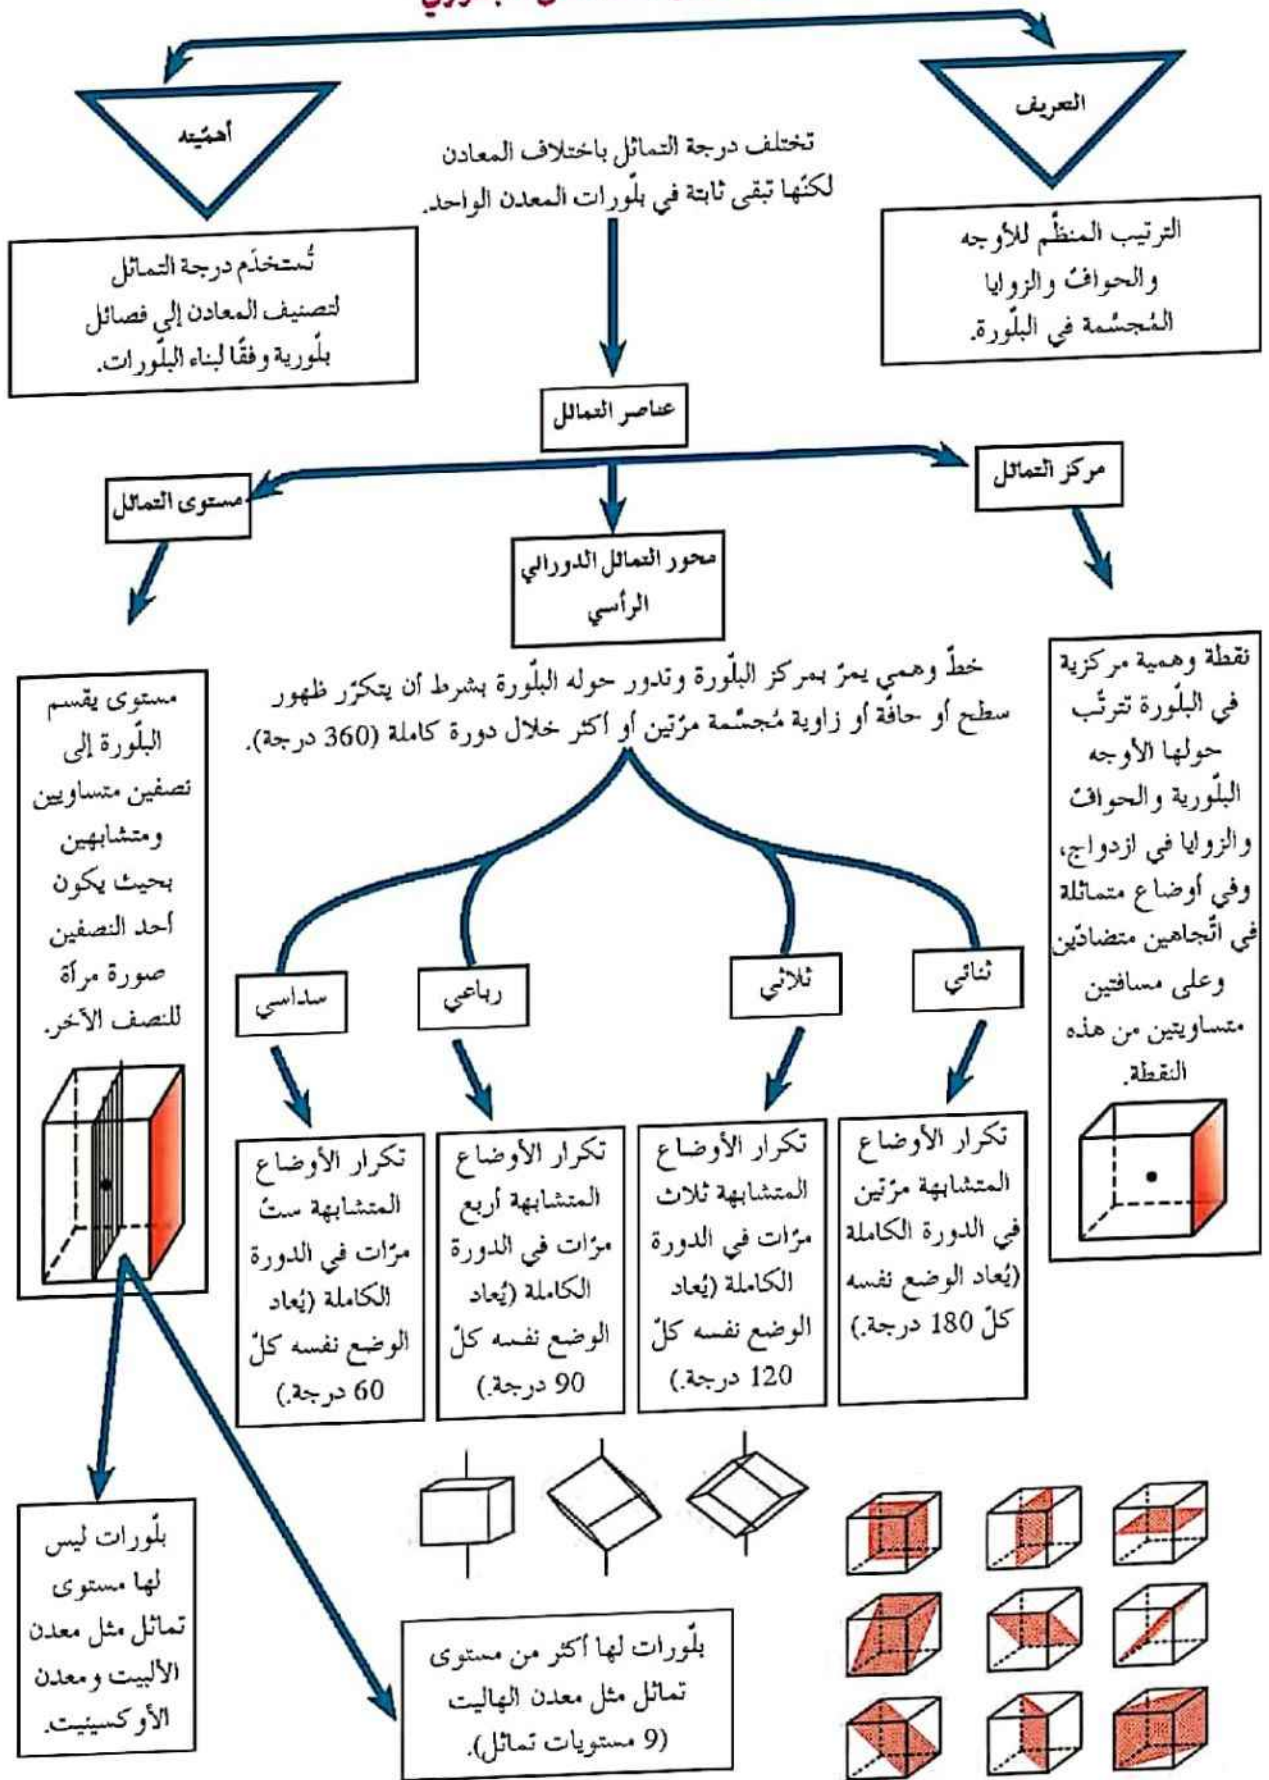 التعريف
أهمّيته
تختلف درجة التماثل باختلاف المعادن
لكنّها تبقى ثابتة في بلّورات المعدن الواحد.
الترتيب المنظّم للأوجه
والحوافّ والزوايا
المُجسَّمة في البلّورة.
تُستخدَم درجة التماثل
لتصنيف المعادن إلى فصائل
بلّورية وفقًا لبناء البلّورات.
عناصر التماثل
مركز التماثل
محور التماثل الدوراني
الرأسي
مستوى التماثل
نقطة وهمية مركزية
في البلّورة تترتّب
حولها الأوجه
البلّورية والحوافّ
والزوايا في ازدواج،
وفي أوضاع متماثلة
في اتّجاهين متضادّين
وعلى مسافتين
متساويتين من هذه
النقطة.
خطّ وهمي يمرّ بمركز البلّورة وتدور حوله البلّورة بشرط أن يتكرّر ظهور
سطح أو حافّة أو زاوية مُجسَّمة مرّتين أو أكثر خلال دورة كاملة (360 درجة).
مستوى يقسم
البلّورة إلى
نصفين متساويين
ومتشابهين
بحيث يكون
أحد النصفين
صورة مرآة
للنصف الآخر.
ثنائي
ثلاثي
رباعي
سداسي
تكرار الأوضاع
المتشابهة مرّتين
في الدورة الكاملة
(يُعاد الوضع نفسه
كلّ 180 درجة.)
تكرار الأوضاع
المتشابهة ثلاث
مرّات في الدورة
الكاملة (يُعاد
الوضع نفسه كلّ
120 درجة.)
تكرار الأوضاع
المتشابهة أربع
مرّات في الدورة
الكاملة (يُعاد
الوضع نفسه كلّ
90 درجة.)
تكرار الأوضاع
المتشابهة ستّ
مرّات في الدورة
الكاملة (يُعاد
الوضع نفسه كلّ
60 درجة.)
بلّورات لها أكثر من مستوى
تماثل مثل معدن الهاليت
(9 مستويات تماثل).
بلّورات ليس
لها مستوى
تماثل مثل معدن
الألبيت ومعدن
الأوكسينيت.